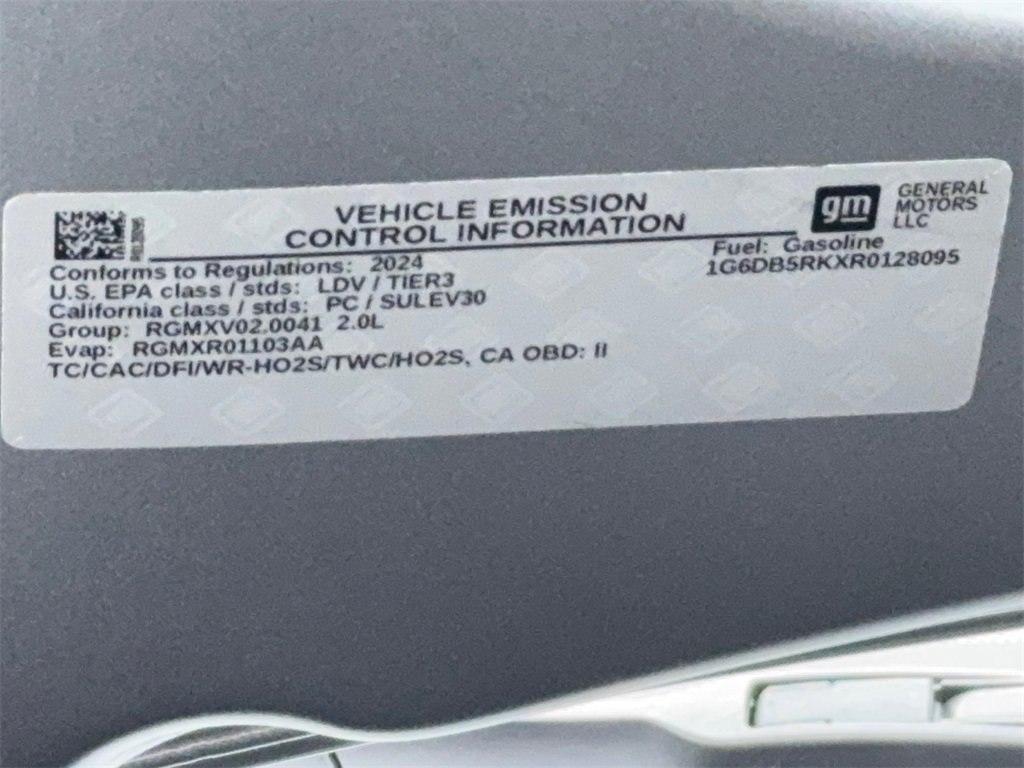 VEHICLE EMISSION
CONTROL INFORMATION
gm
GENERAL
MOTORS
LLC
Conforms to Regulations: 2024
Fuel: Gasoline
U.S. EPA class / stds: LDV / TIER3
1G6DB5RKXR0128095
California class / stds: PC / SULEV30
Group: RGMXV02.0041 2.0L
Evap: RGMXR01103AA
TC/CAC/DFI/WR-HO2S/TWC/HO2S, CA OBD: II